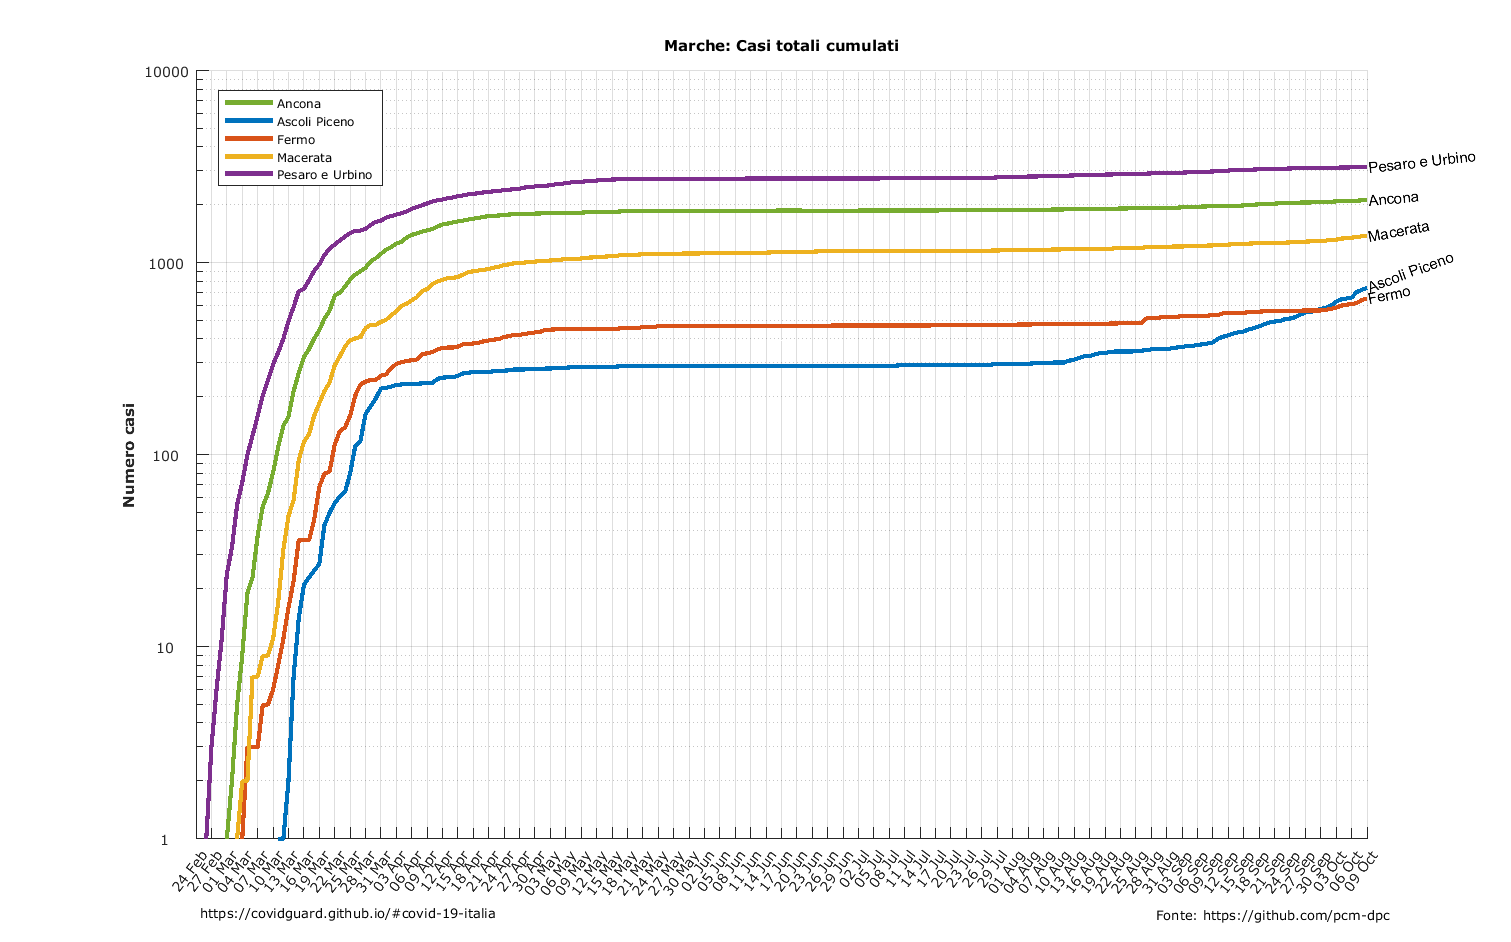 Marche: Casi totali cumulati
10000
1000
100
10
1
Numero casi
Ancona
Ascoli Piceno
Fermo
Macerata
Pesaro e Urbino
Pesaro e Urbino
Ancona
Macerata
Ascoli Piceno
Fermo
24 Feb
27 Feb
01 Mar
04 Mar
07 Mar
10 Mar
13 Mar
16 Mar
19 Mar
22 Mar
25 Mar
28 Mar
31 Mar
03 Apr
06 Apr
09 Apr
12 Apr
15 Apr
18 Apr
21 Apr
24 Apr
27 Apr
30 Apr
03 May
06 May
09 May
12 May
15 May
18 May
21 May
24 May
27 May
30 May
02 Jun
05 Jun
08 Jun
11 Jun
14 Jun
17 Jun
20 Jun
23 Jun
26 Jun
29 Jun
02 Jul
05 Jul
08 Jul
11 Jul
14 Jul
17 Jul
20 Jul
23 Jul
26 Jul
29 Jul
01 Aug
04 Aug
07 Aug
10 Aug
13 Aug
16 Aug
19 Aug
22 Aug
25 Aug
28 Aug
31 Aug
03 Sep
06 Sep
09 Sep
12 Sep
15 Sep
18 Sep
21 Sep
24 Sep
27 Sep
30 Sep
03 Oct
06 Oct
09 Oct
https://covidguard.github.io/#covid-19-italia
Fonte: https://github.com/pcm-dpc